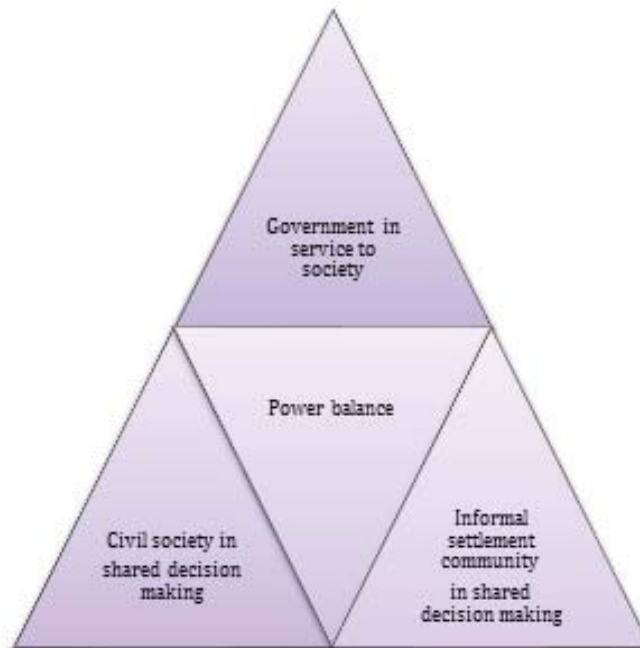 Government in
service to
society
Power balance
Civil society in
shared decision
making
Informal
settlement
community
in shared
decision making